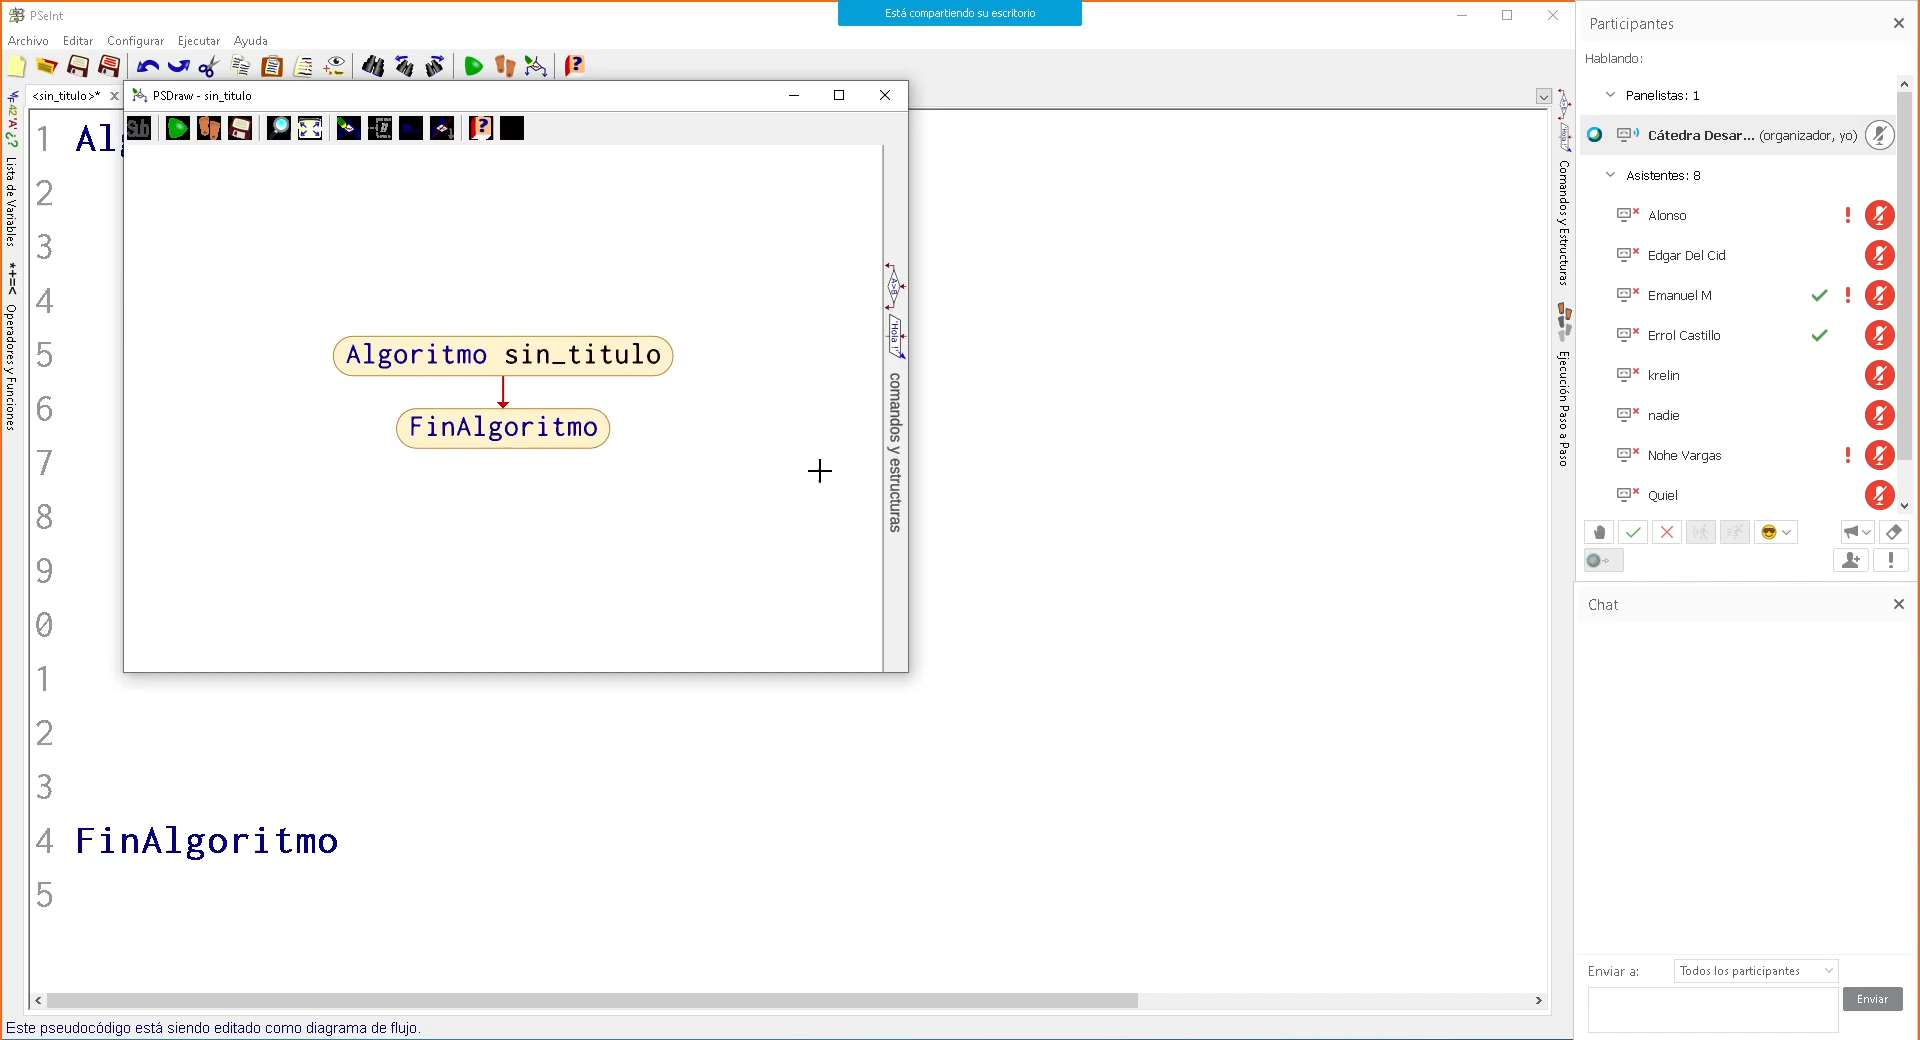 PSeInt
Está compartiendo su escritorio
Archivo Editar Configurar Ejecutar Ayuda
<sin_titulo>*
PSDraw - sin_titulo
Sub
Lista de Variables
*+=< Operadores y Funciones
1 Alg
2
3
4
5
6
7
8
9
0
1
2
3
4 FinAlgoritmo
5
Algoritmo sin_titulo
FinAlgoritmo
A>B
"Hola !"
comandos y estructuras
Comandos y Estructuras
Ejecución Paso a Paso
Este pseudocódigo está siendo editado como diagrama de flujo.
Participantes
Hablando:
Panelistas: 1
Cátedra Desar... (organizador, yo)
Asistentes: 8
Alonso
Edgar Del Cid
Emanuel M
Errol Castillo
krelin
nadie
Nohe Vargas
Quiel
Chat
Enviar a: Todos los participantes
Enviar